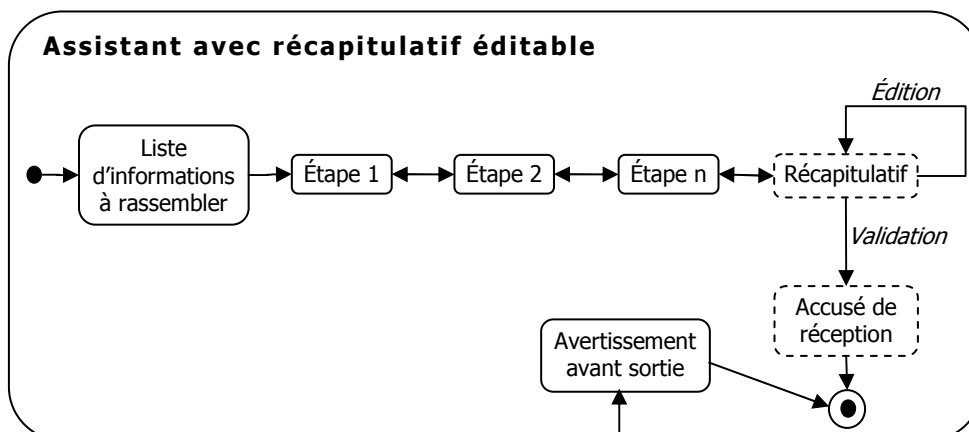 Assistant avec récapitulatif éditable
Édition
Liste
d’informations
à rassembler
Étape 1
Étape 2
Étape n
Récapitulatif
Validation
Accusé de
réception
Avertissement
avant sortie